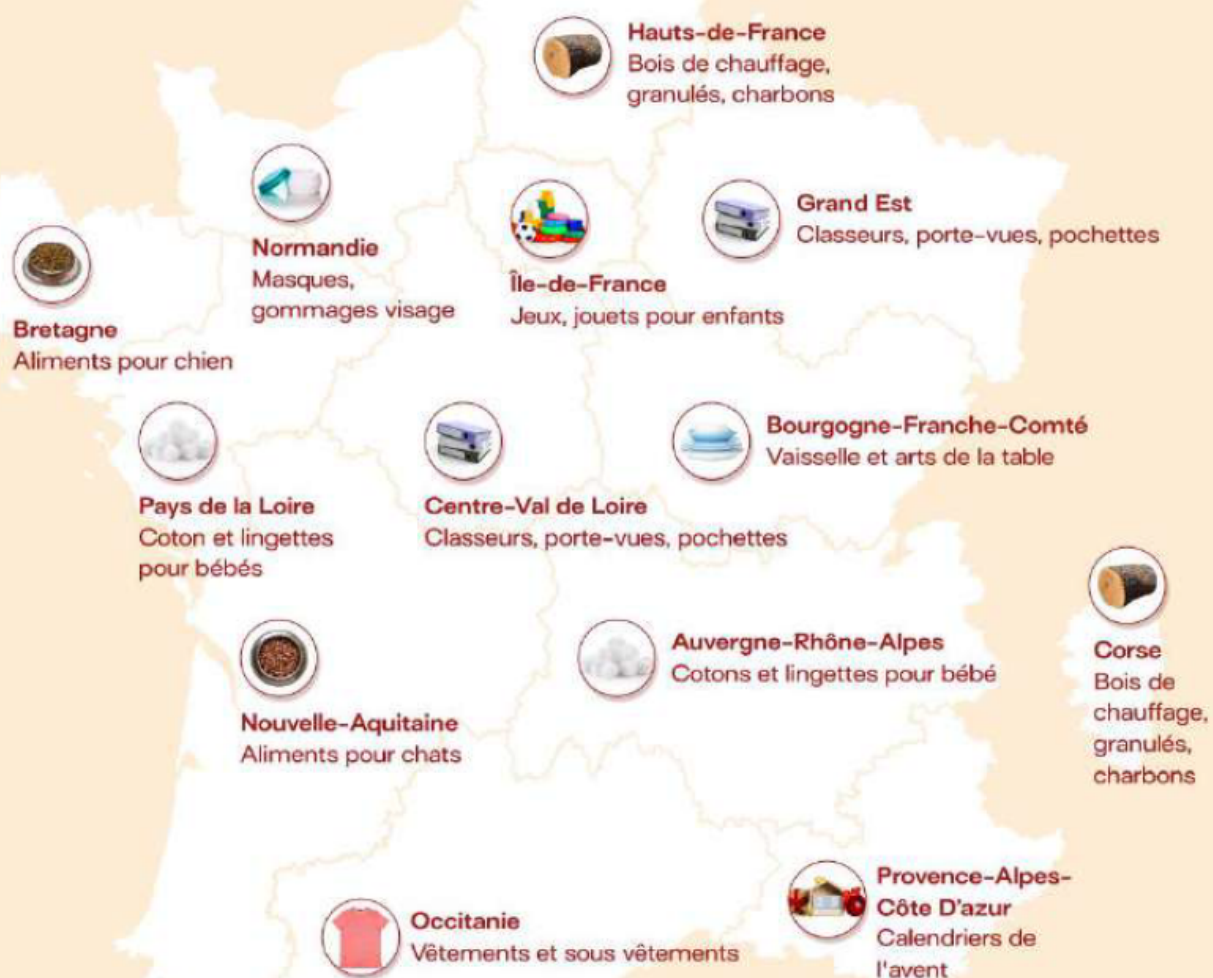 Hauts-de-France
Bois de chauffage,
granulés, charbons
Normandie
Masques,
gommages visage
Île-de-France
Jeux, jouets pour enfants
Grand Est
Classeurs, porte-vues, pochettes
Bretagne
Aliments pour chien
Pays de la Loire
Coton et lingettes
pour bébés
Centre-Val de Loire
Classeurs, porte-vues, pochettes
Bourgogne-Franche-Comté
Vaisselle et arts de la table
Nouvelle-Aquitaine
Aliments pour chats
Auvergne-Rhône-Alpes
Cotons et lingettes pour bébé
Corse
Bois de
chauffage,
granulés,
charbons
Occitanie
Vêtements et sous vêtements
Provence-Alpes-
Côte D'azur
Calendriers de
l'avent